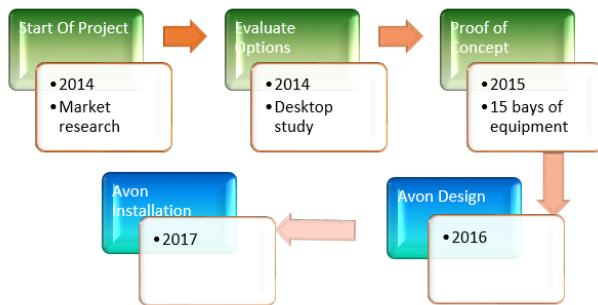 Start Of Project
• 2014
• Market
research
Evaluate
Options
• 2014
• Desktop
study
Proof of
Concept
• 2015
• 15 bays of
equipment
Avon Design
• 2016
Avon
Installation
• 2017